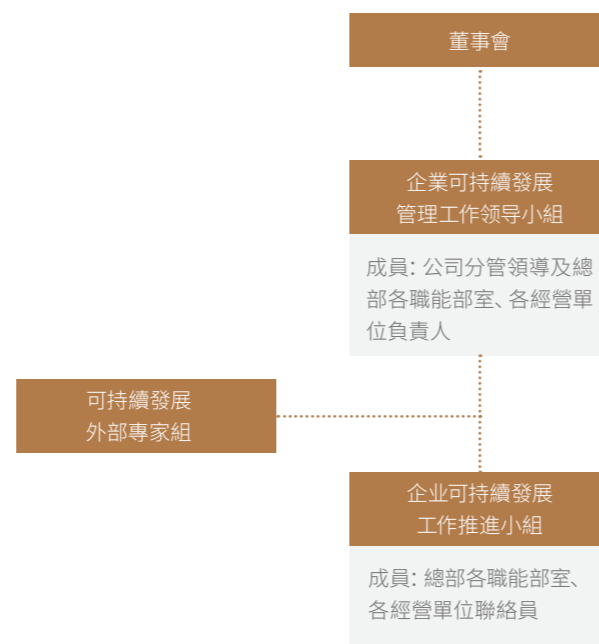 董事會
企業可持續發展
管理工作领导小組
成員：公司分管領導及總
部各職能部室、各經營單
位負責人
可持續發展
外部專家組
企业可持續發展
工作推進小組
成員：總部各職能部室、
各經營單位聯絡員